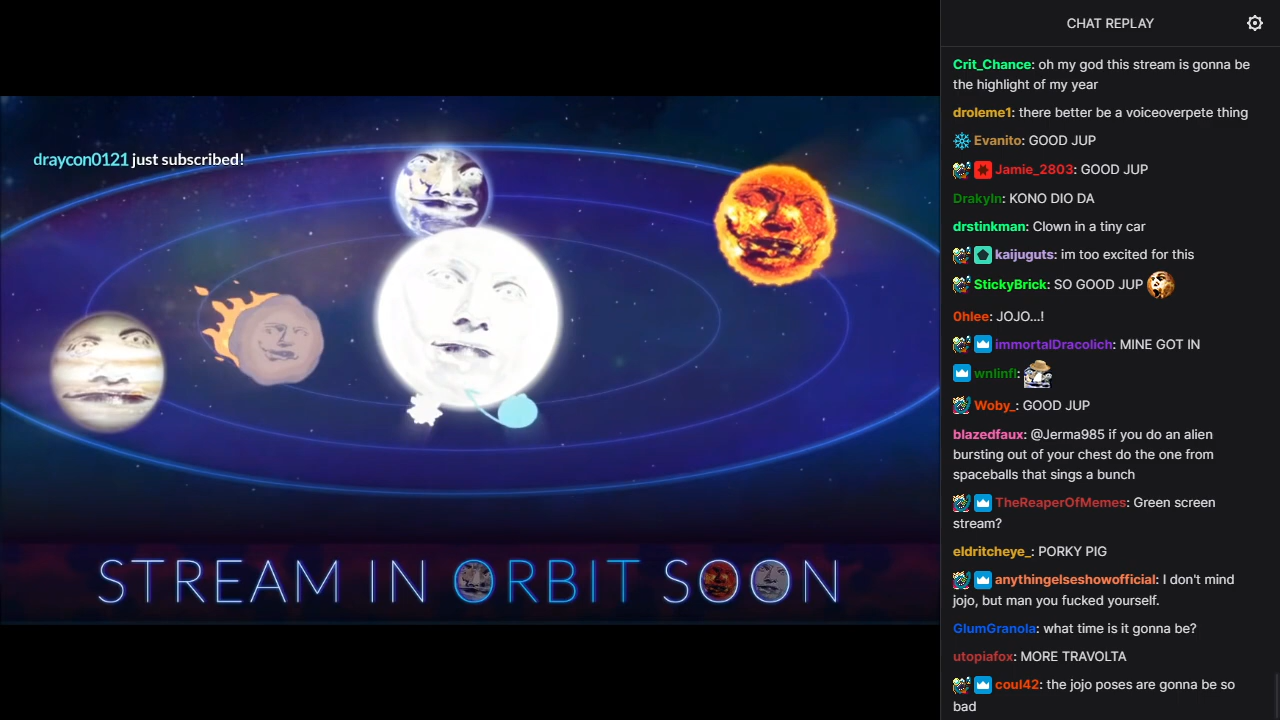 draycon0121 just subscribed!
STREAM IN ORBIT SOON
CHAT REPLAY
Crit_Chance: oh my god this stream is gonna be
the highlight of my year
droleme1: there better be a voiceoverpete thing
Evanito: GOOD JUP
Jamie_2803: GOOD JUP
DrakyIn: KONO DIO DA
drstinkman: Clown in a tiny car
kaijuguts: im too excited for this
StickyBrick: SO GOOD JUP
0hlee: JOJO...!
immortalDracolich: MINE GOT IN
wnlinfl:
Woby_: GOOD JUP
blazedfaux: @Jerma985 if you do an alien
bursting out of your chest do the one from
spaceballs that sings a bunch
TheReaperOfMemes: Green screen
stream?
eldritcheye_: PORKY PIG
anythingelseshowofficial: I don't mind
jojo, but man you fucked yourself.
GlumGranola: what time is it gonna be?
utopiafox: MORE TRAVOLTA
coul42: the jojo poses are gonna be so
bad